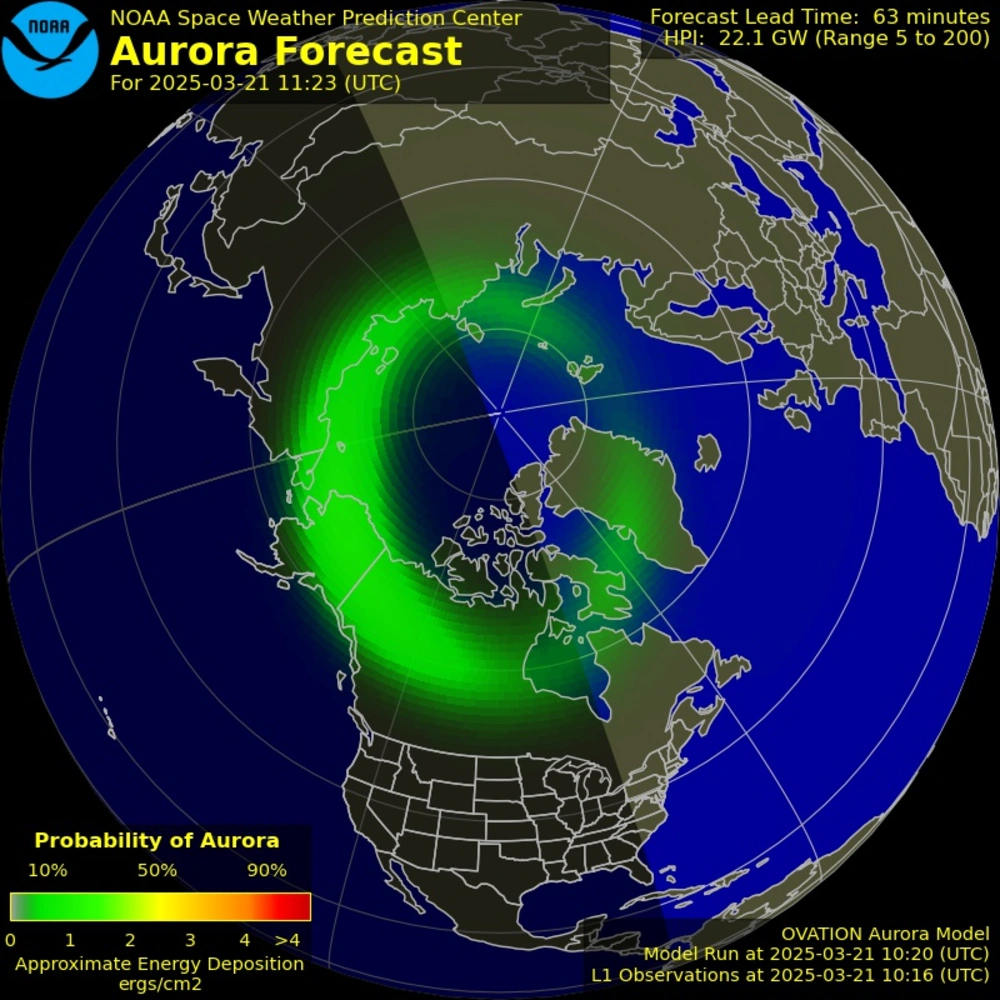 NOAA
NOAA Space Weather Prediction Center
Aurora Forecast
For 2025-03-21 11:23 (UTC)
Forecast Lead Time: 63 minutes
HPI: 22.1 GW (Range 5 to 200)
Probability of Aurora
10% 50% 90%
0 1 2 3 4 >4
Approximate Energy Deposition
ergs/cm2
OVATION Aurora Model
Model Run at 2025-03-21 10:20 (UTC)
L1 Observations at 2025-03-21 10:16 (UTC)